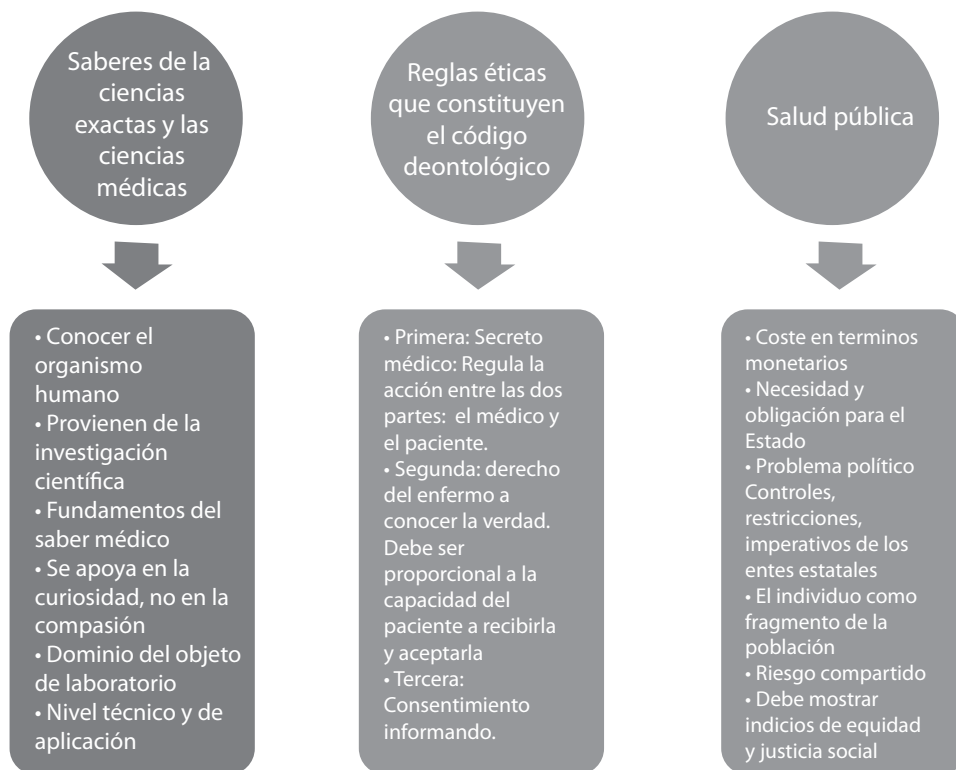 Saberes de la
ciencias
exactas y las
ciencias
médicas
• Conocer el
organismo
humano
• Provienen de la
investigación
científica
• Fundamentos del
saber médico
• Se apoya en la
curiosidad, no en la
compasión
• Dominio del objeto
de laboratorio
• Nivel técnico y de
aplicación
Reglas éticas
que constituyen
el código
deontológico
• Primera: Secreto
médico: Regula la
acción entre las dos
partes: el médico y
el paciente.
• Segunda: derecho
del enfermo a
conocer la verdad.
Debe ser
proporcional a la
capacidad del
paciente a recibirla
y aceptarla
• Tercera:
Consentimiento
informando.
Salud pública
• Coste en terminos
monetarios
• Necesidad y
obligación para el
Estado
• Problema político
Controles,
restricciones,
imperativos de los
entes estatales
• El individuo como
fragmento de la
población
• Riesgo compartido
• Debe mostrar
indicios de equidad
y justicia social